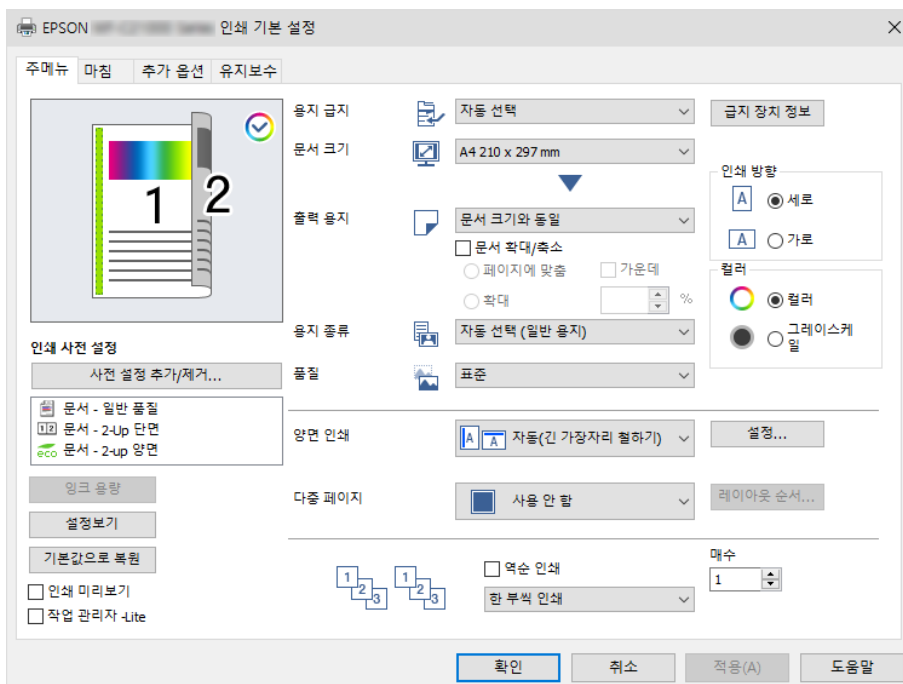 EPSON 인쇄 기본 설정
주메뉴 마침 추가 옵션 유지보수
1 2
인쇄 사전 설정
사전 설정 추가/제거...
문서 - 일반 품질
12 문서 - 2-Up 단면
eco 문서 - 2-up 양면
잉크 용량
설정보기
기본값으로 복원
인쇄 미리보기
작업 관리자 -Lite
용지 급지 자동 선택 급지 장치 정보
문서 크기 A4 210 x 297 mm
출력 용지 문서 크기와 동일
문서 확대/축소
페이지에 맞춤 가운데
확대 %
용지 종류 자동 선택 (일반 용지)
품질 표준
인쇄 방향
A 세로
A 가로
컬러
컬러
그레이스케
일
양면 인쇄 A A 자동(긴 가장자리 철하기) 설정...
다중 페이지 사용 안 함 레이아웃 순서...
1 2 3 1 2 3
역순 인쇄
한 부씩 인쇄
매수
1
확인 취소 적용(A) 도움말